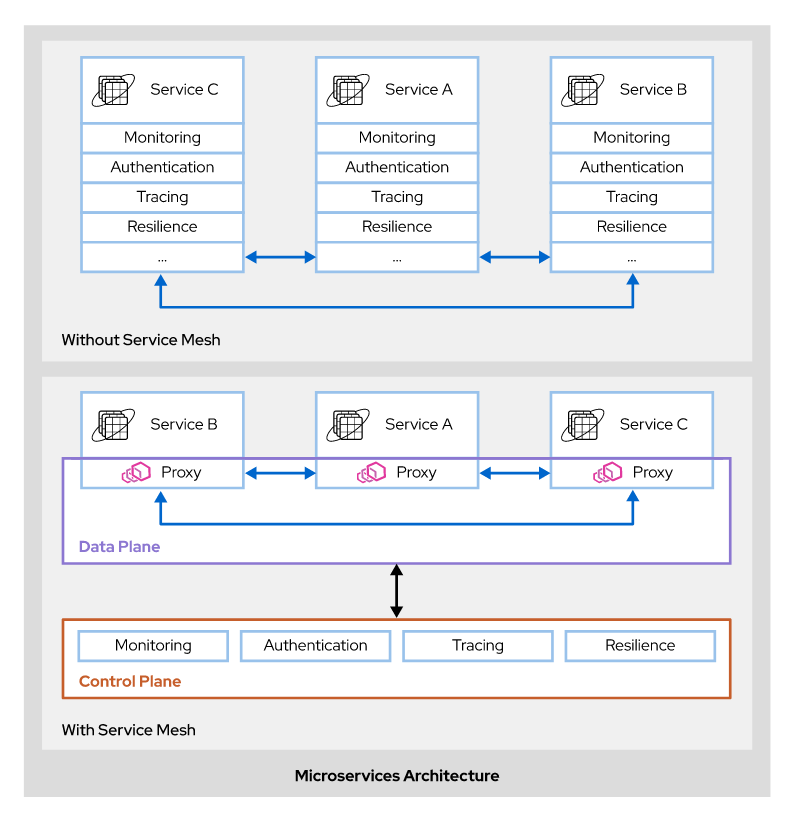 Service C
Service A
Service B
Monitoring
Monitoring
Monitoring
Authentication
Authentication
Authentication
Tracing
Tracing
Tracing
Resilience
Resilience
Resilience
...
...
...
Without Service Mesh
Service B
Service A
Service C
Proxy
Proxy
Proxy
Data Plane
Monitoring
Authentication
Tracing
Resilience
Control Plane
With Service Mesh
Microservices Architecture